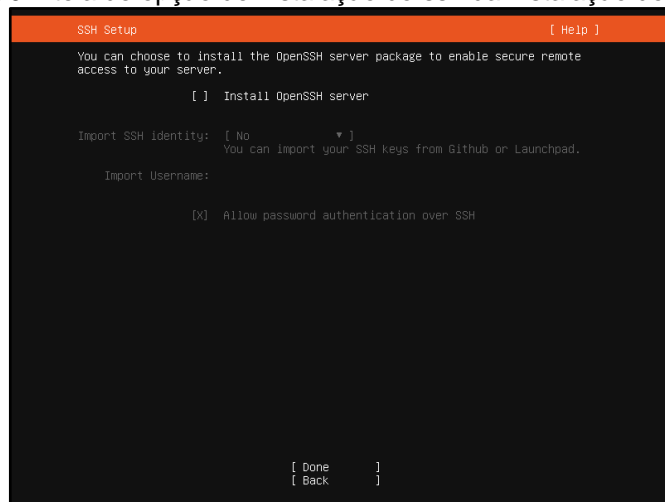 SSH Setup [ Help ]
You can choose to install the OpenSSH server package to enable secure remote
access to your server.
[ ] Install OpenSSH server
Import SSH identity: [ No ▾ ]
You can import your SSH keys from Github or Launchpad.
Import Username:
[X] Allow password authentication over SSH
[ Done ]
[ Back ]